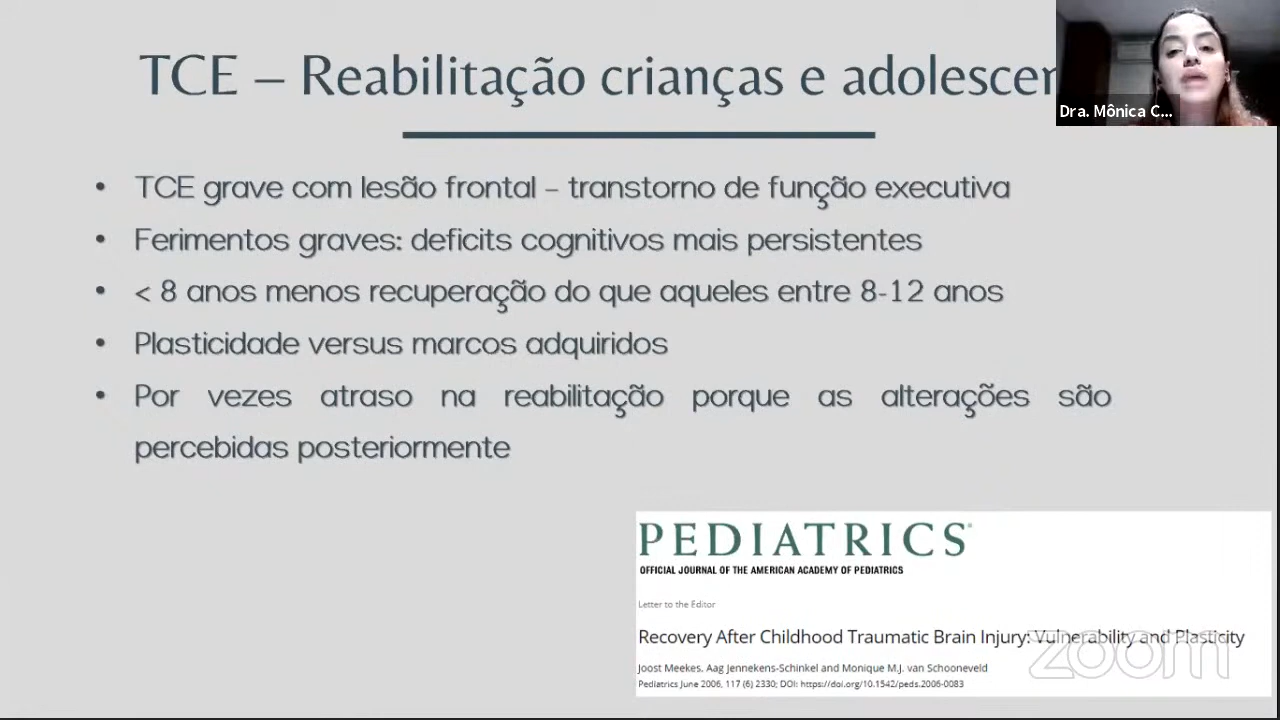 TCE – Reabilitação crianças e adolescen
Dra. Mônica C...
• TCE grave com lesão frontal – transtorno de função executiva
• Ferimentos graves: deficits cognitivos mais persistentes
• < 8 anos menos recuperação do que aqueles entre 8-12 anos
• Plasticidade versus marcos adquiridos
• Por vezes atraso na reabilitação porque as alterações são
percebidas posteriormente
PEDIATRICS®
OFFICIAL JOURNAL OF THE AMERICAN ACADEMY OF PEDIATRICS
Letter to the Editor
Recovery After Childhood Traumatic Brain Injury: Vulnerability and Plasticity
Joost Meekes, Aag Jennekens-Schinkel and Monique M.J. van Schooneveld
Pediatrics June 2006, 117 (6) 2330; DOI: https://doi.org/10.1542/peds.2006-0083
zoom